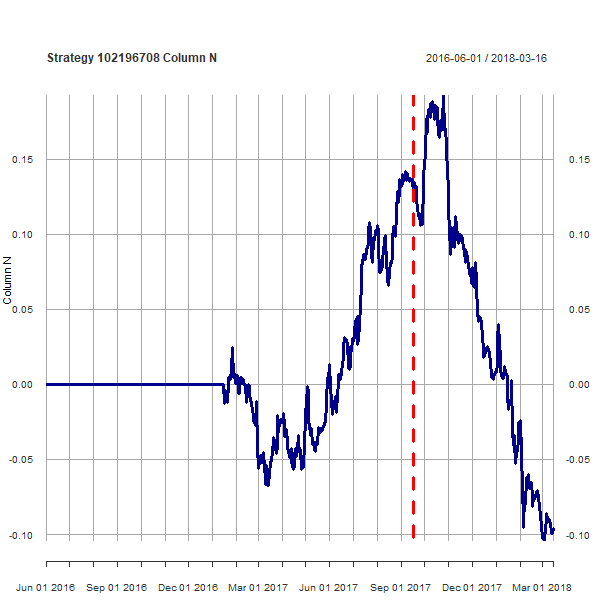 Strategy 102196708 Column N
2016-06-01 / 2018-03-16
Column N
0.15 0.15
0.10 0.10
0.05 0.05
0.00 0.00
-0.05 -0.05
-0.10 -0.10
Jun 01 2016 Sep 01 2016 Dec 01 2016 Mar 01 2017 Jun 01 2017 Sep 01 2017 Dec 01 2017 Mar 01 2018